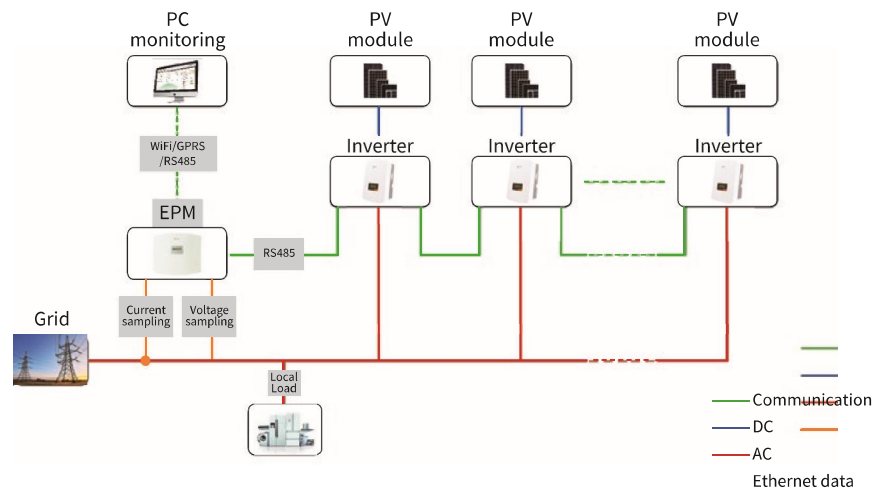 PC
monitoring
PV
module
PV
module
PV
module
WiFi/GPRS
/RS485
Inverter
Inverter
Inverter
EPM
RS485
Current
sampling
Voltage
sampling
Grid
Local
Load
Communication
DC
AC
Ethernet data